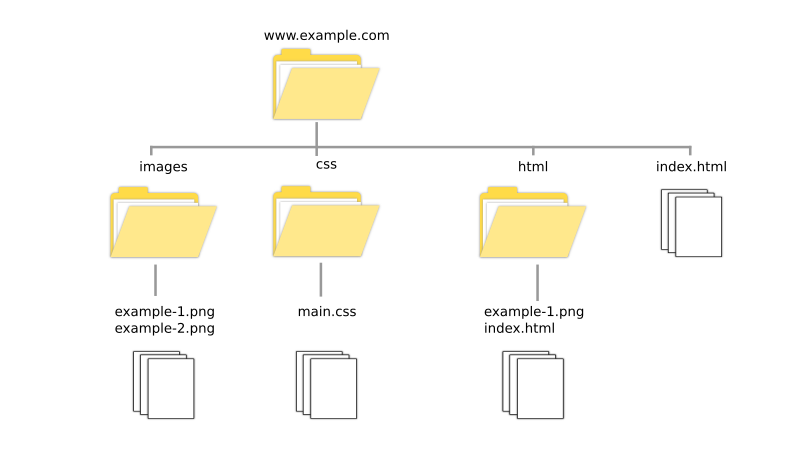 www.example.com
images
css
html
index.html
example-1.png
example-2.png
main.css
example-1.png
index.html